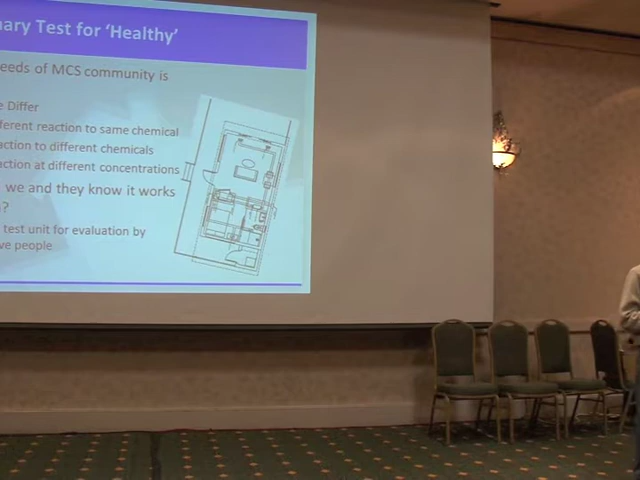 ary Test for 'Healthy'
eeds of MCS community is
e Differ
ferent reaction to same chemical
action to different chemicals
action at different concentrations
we and they know it works
?
test unit for evaluation by
ve people